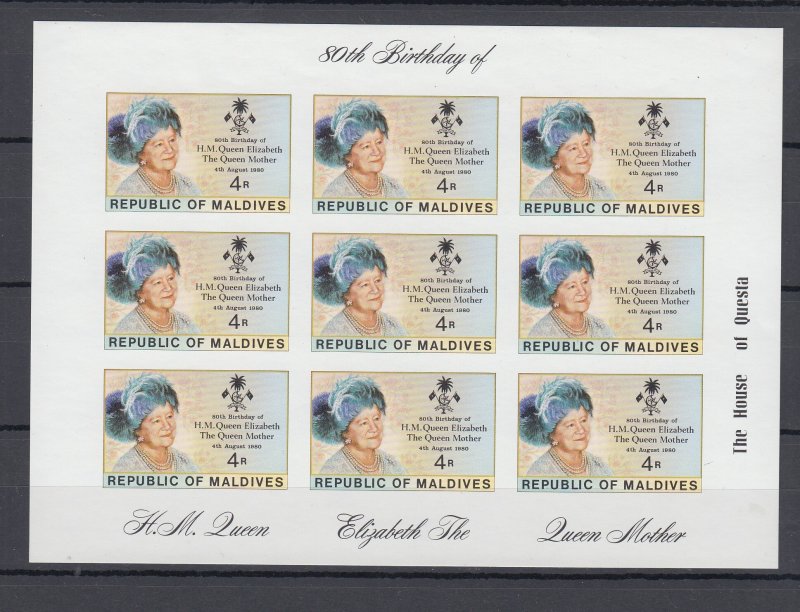 80th Birthday of
80th Birthday of
H.M. Queen Elizabeth
The Queen Mother
4th August 1980
4R
REPUBLIC OF MALDIVES
80th Birthday of
H.M. Queen Elizabeth
The Queen Mother
4th August 1980
4R
REPUBLIC OF MALDIVES
80th Birthday of
H.M. Queen Elizabeth
The Queen Mother
4th August 1980
4R
REPUBLIC OF MALDIVES
80th Birthday of
H.M. Queen Elizabeth
The Queen Mother
4th August 1980
4R
REPUBLIC OF MALDIVES
80th Birthday of
H.M. Queen Elizabeth
The Queen Mother
4th August 1980
4R
REPUBLIC OF MALDIVES
80th Birthday of
H.M. Queen Elizabeth
The Queen Mother
4th August 1980
4R
REPUBLIC OF MALDIVES
80th Birthday of
H.M. Queen Elizabeth
The Queen Mother
4th August 1980
4R
REPUBLIC OF MALDIVES
80th Birthday of
H.M. Queen Elizabeth
The Queen Mother
4th August 1980
4R
REPUBLIC OF MALDIVES
80th Birthday of
H.M. Queen Elizabeth
The Queen Mother
4th August 1980
4R
REPUBLIC OF MALDIVES
The House of Questa
H.M. Queen Elizabeth The Queen Mother